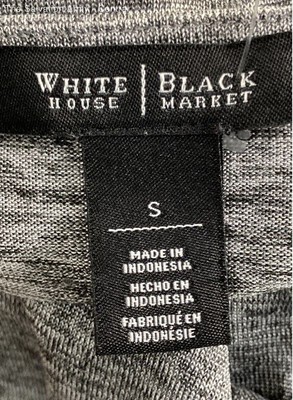 WHITE | BLACK
HOUSE | MARKET
S
MADE IN
INDONESIA
HECHO EN
INDONESIA
FABRIQUÉ EN
INDONÉSIE